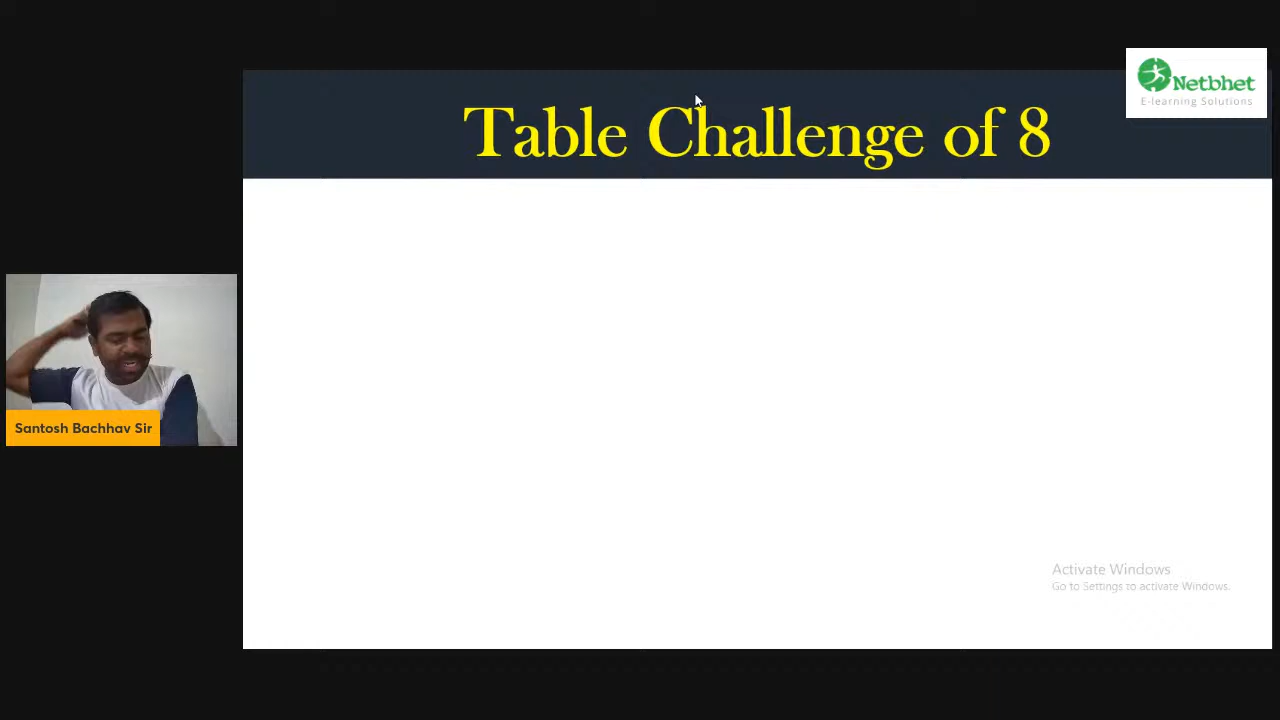 Netbhet
E-learning Solutions
Table Challenge of 8
Santosh Bachhav Sir
Activate Windows
Go to Settings to activate Windows.